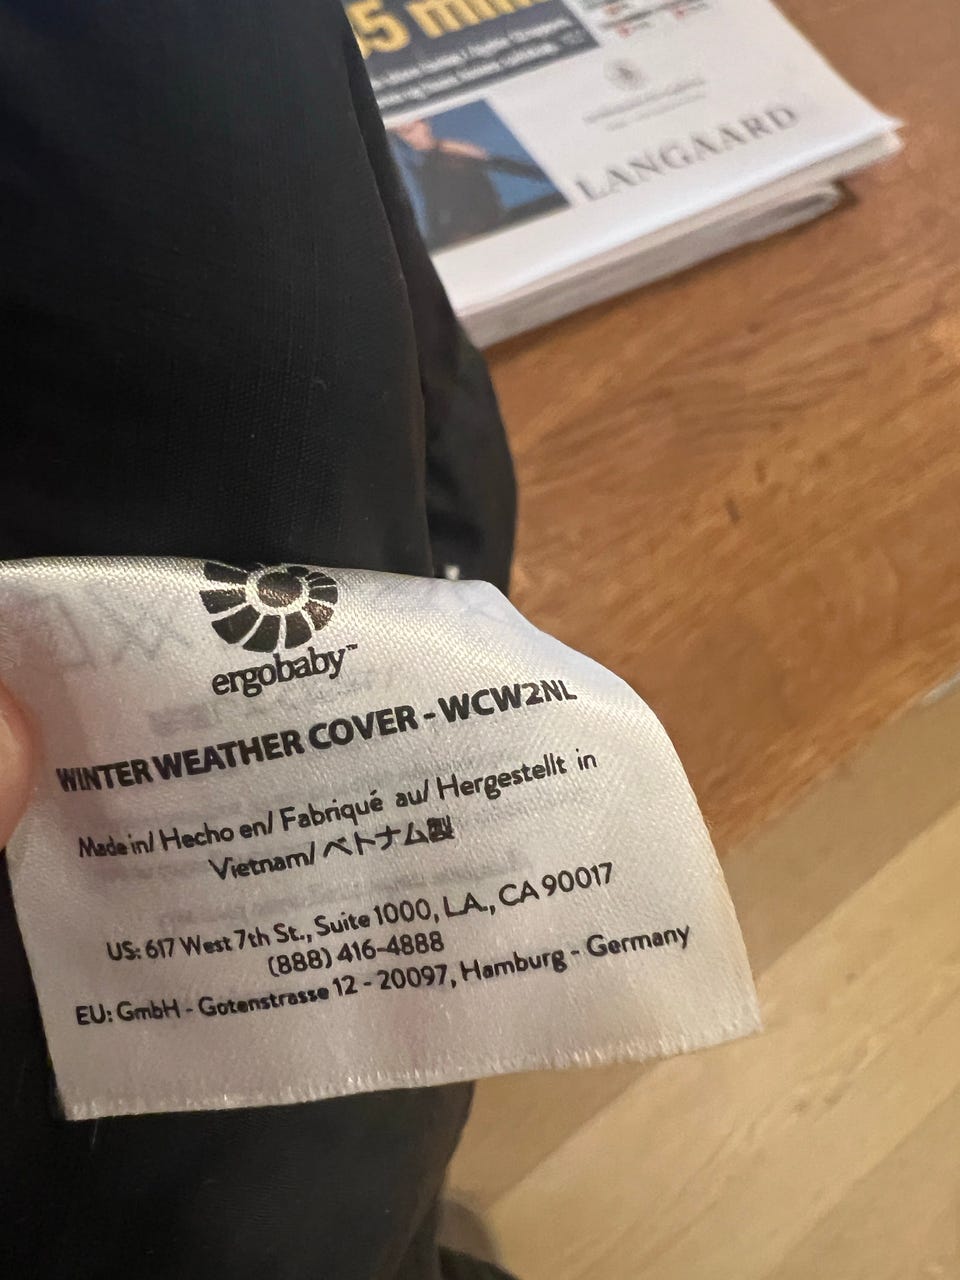 LANGAARD
ergobaby™
WINTER WEATHER COVER - WCW2NL
Made in/ Hecho en/ Fabriqué au/ Hergestellt in
Vietnam/ ベトナム製
US: 617 West 7th St., Suite 1000, L.A., CA 90017
(888) 416-4888
EU: GmbH - Gotenstrasse 12 - 20097, Hamburg - Germany